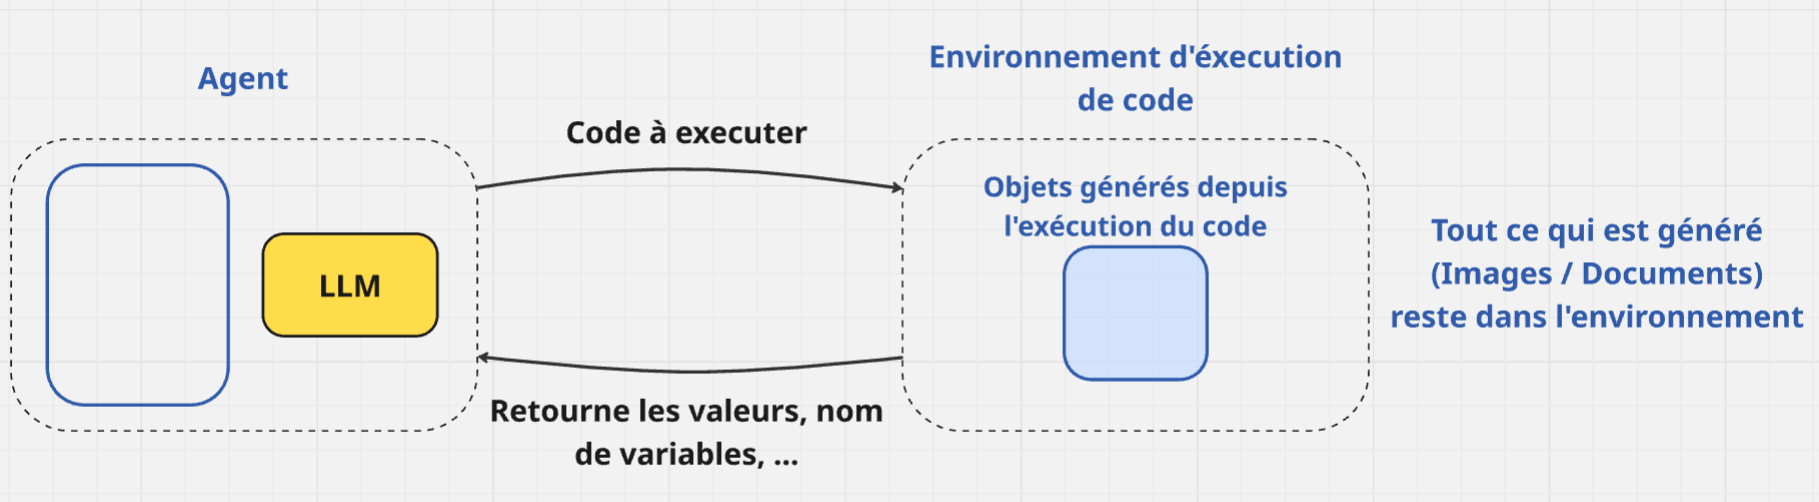 Agent
LLM
Code à executer
Retourne les valeurs, nom
de variables, ...
Environnement d'éxecution
de code
Objets générés depuis
l'exécution du code
Tout ce qui est généré
(Images / Documents)
reste dans l'environnement